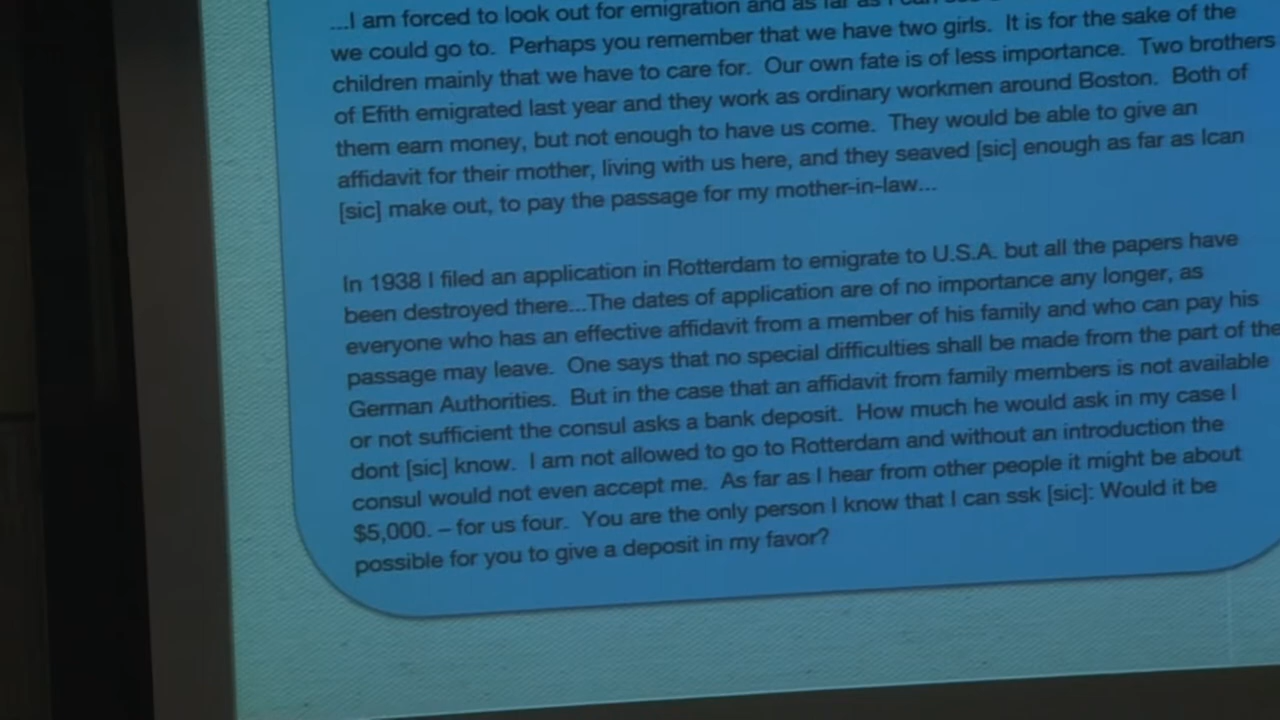 ...I am forced to look out for emigration and as far as I can
we could go to. Perhaps you remember that we have two girls. It is for the sake of the
children mainly that we have to care for. Our own fate is of less importance. Two brothers
of Efith emigrated last year and they work as ordinary workmen around Boston. Both of
them earn money, but not enough to have us come. They would be able to give an
affidavit for their mother, living with us here, and they seaved [sic] enough as far as Ican
[sic] make out, to pay the passage for my mother-in-law...
In 1938 I filed an application in Rotterdam to emigrate to U.S.A. but all the papers have
been destroyed there...The dates of application are of no importance any longer, as
everyone who has an effective affidavit from a member of his family and who can pay his
passage may leave. One says that no special difficulties shall be made from the part of the
German Authorities. But in the case that an affidavit from family members is not available
or not sufficient the consul asks a bank deposit. How much he would ask in my case I
dont [sic] know. I am not allowed to go to Rotterdam and without an introduction the
consul would not even accept me. As far as I hear from other people it might be about
$5,000. – for us four. You are the only person I know that I can ssk [sic]: Would it be
possible for you to give a deposit in my favor?